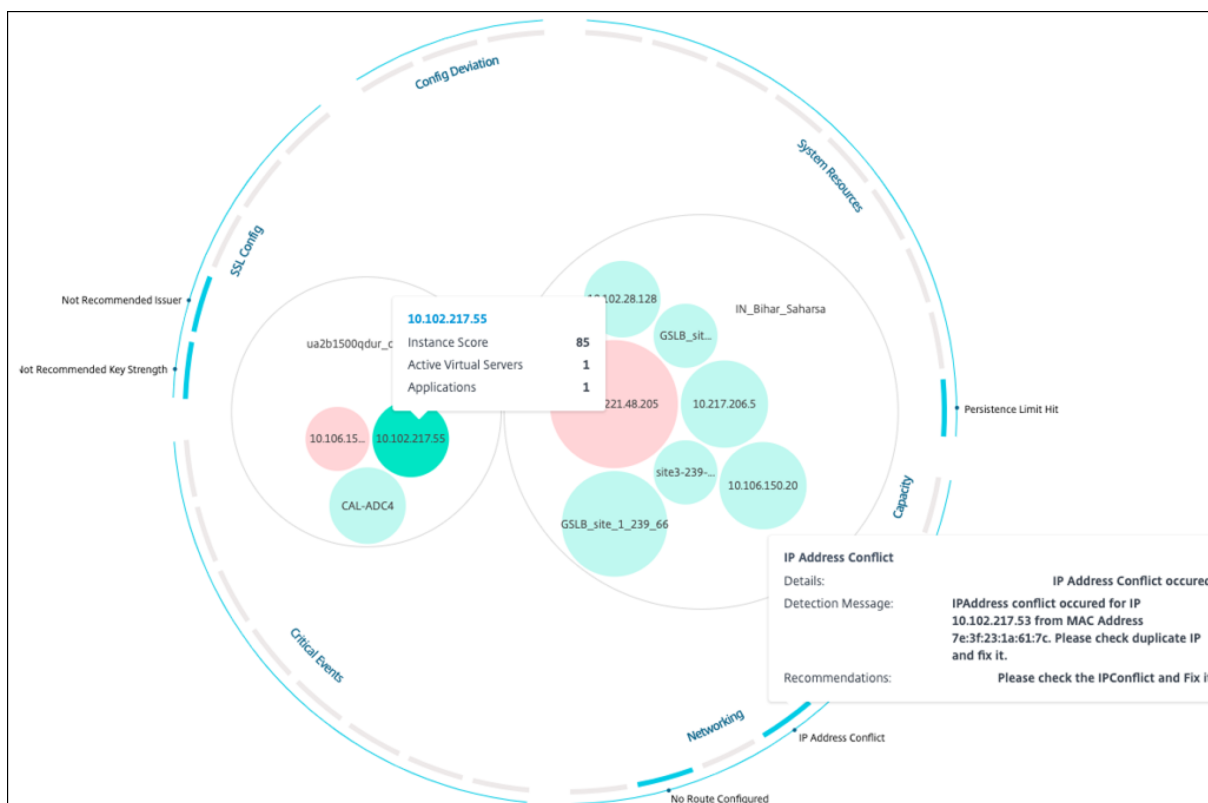 Config Deviation
System Resources
SSL Config
Not Recommended Issuer
Not Recommended Key Strength
ua2b1500qdur_
10.102.217.55
Instance Score 85
Active Virtual Servers 1
Applications 1
.102.28.128
IN_Bihar_Saharsa
GSLB_sit...
221.48.205
10.217.206.5
Persistence Limit Hit
10.106.15...
10.102.217.55
site3-239-...
10.106.150.20
CAL-ADC4
GSLB_site_1_239_66
Capacity
IP Address Conflict
Details: IP Address Conflict occured
Detection Message: IPAddress conflict occured for IP
10.102.217.53 from MAC Address
7e:3f:23:1a:61:7c. Please check duplicate IP
and fix it.
Recommendations: Please check the IPConflict and Fix it
Critical Events
Networking
IP Address Conflict
No Route Configured